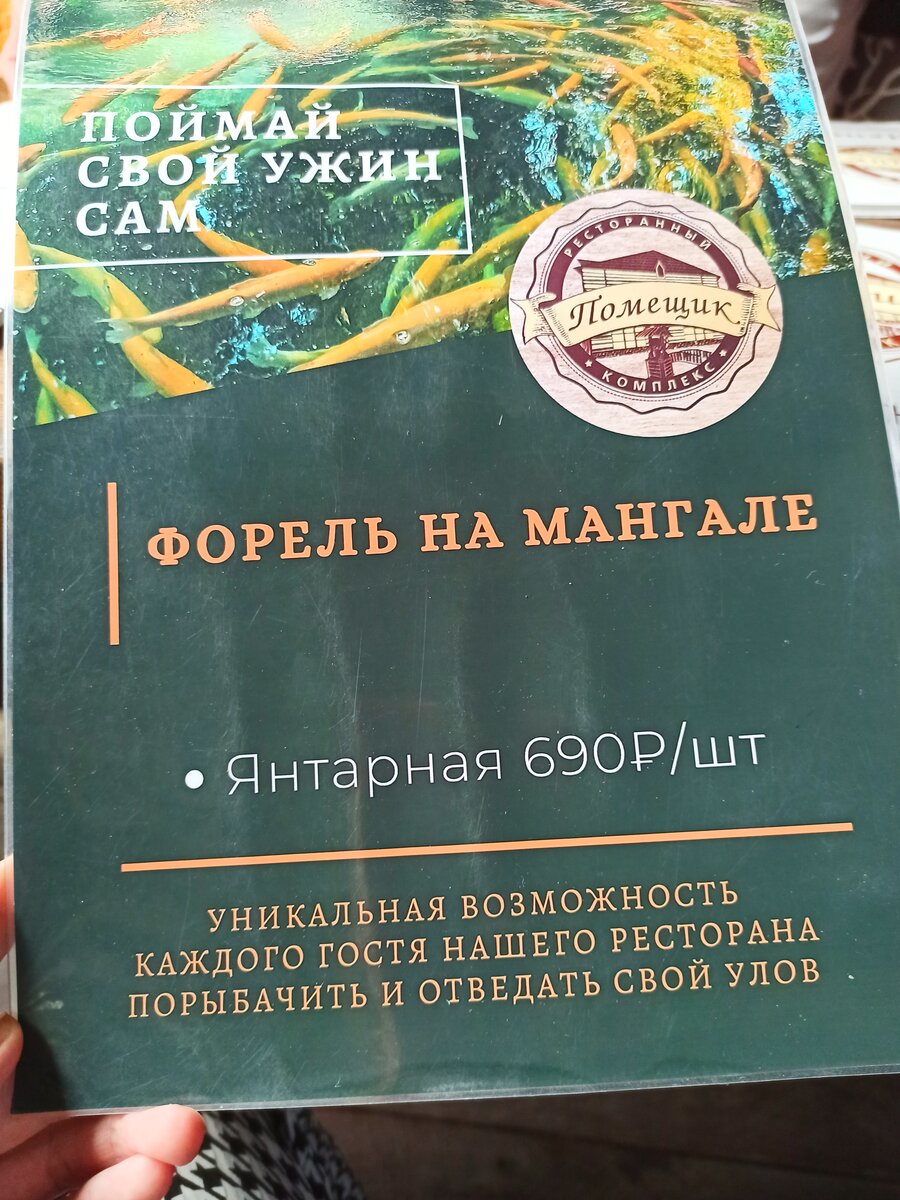 ПОЙМАЙ
СВОЙ УЖИН
САМ
РЕСТОРАННЫЙ
Помещик
КОМПЛЕКС
ФОРЕЛЬ НА МАНГАЛЕ
• Янтарная 690₽/шт
УНИКАЛЬНАЯ ВОЗМОЖНОСТЬ
КАЖДОГО ГОСТЯ НАШЕГО РЕСТОРАНА
ПОРЫБАЧИТЬ И ОТВЕДАТЬ СВОЙ УЛОВ